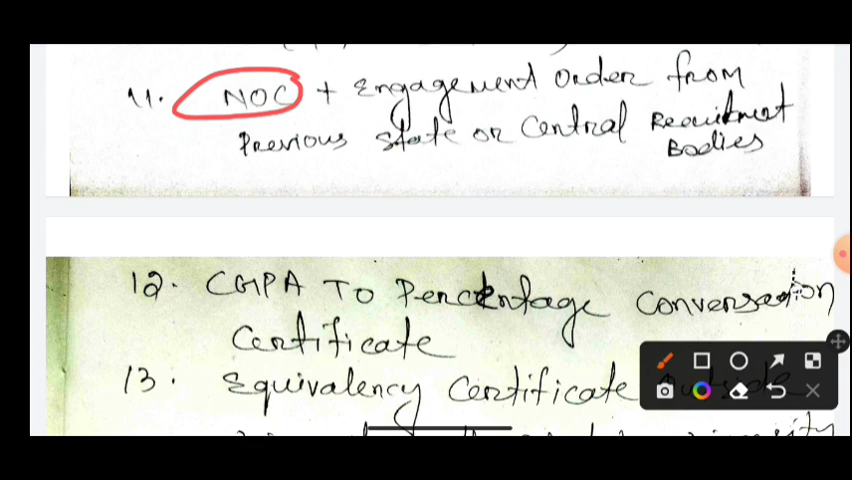 11. NOC + Engagement Order from
Previous State or Central Recruitment
Bodies
12. CGPA To Percentage Conversation
Certificate
13. Equivalency Certificate